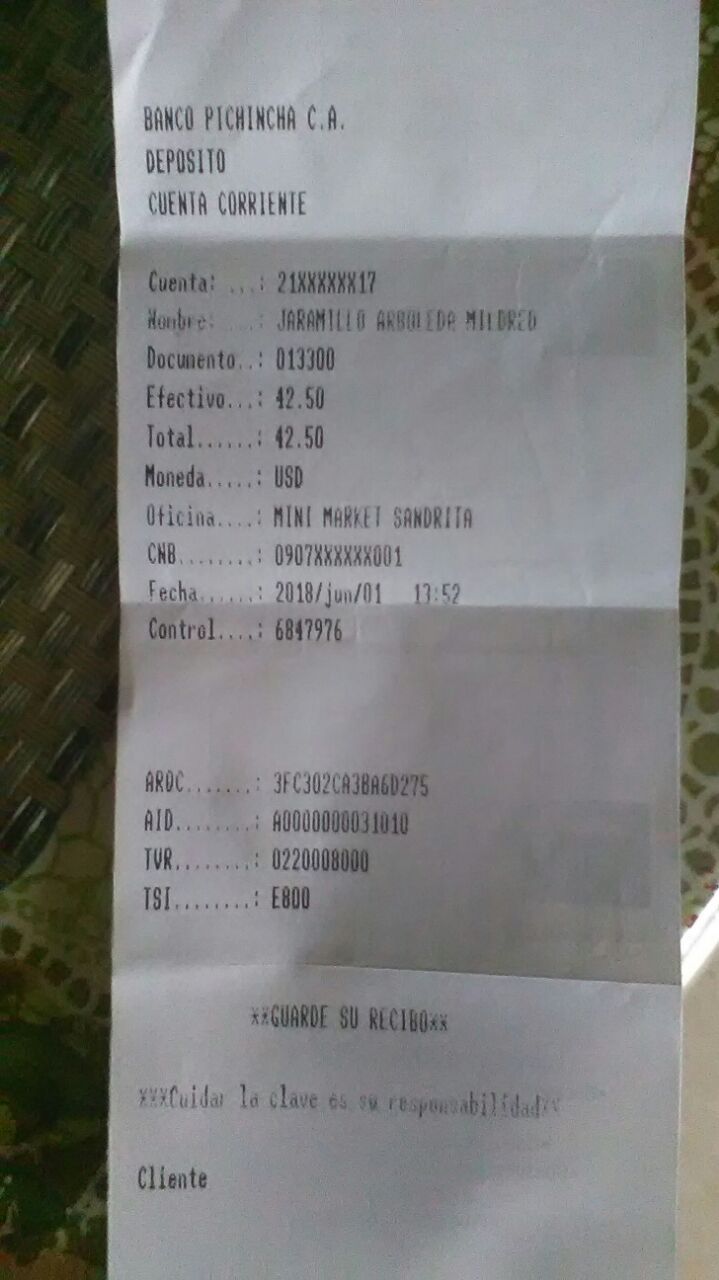 BANCO PICHINCHA C.A.
DEPOSITO
CUENTA CORRIENTE
Cuenta: ...: 21XXXXXX17
Nombre: ...: JARAMILLO ARBOLEDA MILDRED
Documento..: 013300
Efectivo...: 42.50
Total......: 42.50
Moneda.....: USD
Oficina....: MINI MARKET SANDRITA
CNB........: 0907XXXXXX001
Fecha......: 2018/jun/01 13:52
Control....: 6847976
ARQC.......: 3FC302CA3BA6D275
AID........: A0000000031010
TVR........: 0220008000
TSI........: E800
**GUARDE SU RECIBO**
***Cuidar la clave es su responsabilidad**
Cliente